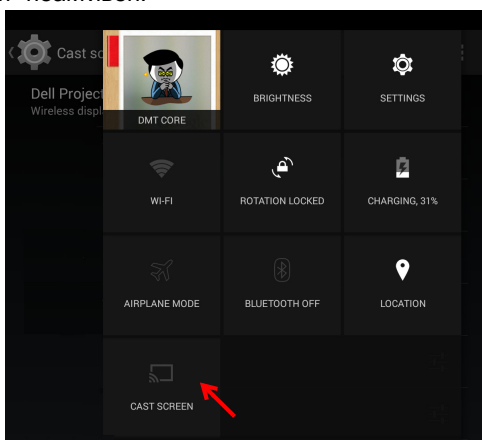 Cast sc
Dell Project
Wireless displ
DMT CORE
BRIGHTNESS
SETTINGS
WI-FI
ROTATION LOCKED
CHARGING, 31%
AIRPLANE MODE
BLUETOOTH OFF
LOCATION
CAST SCREEN